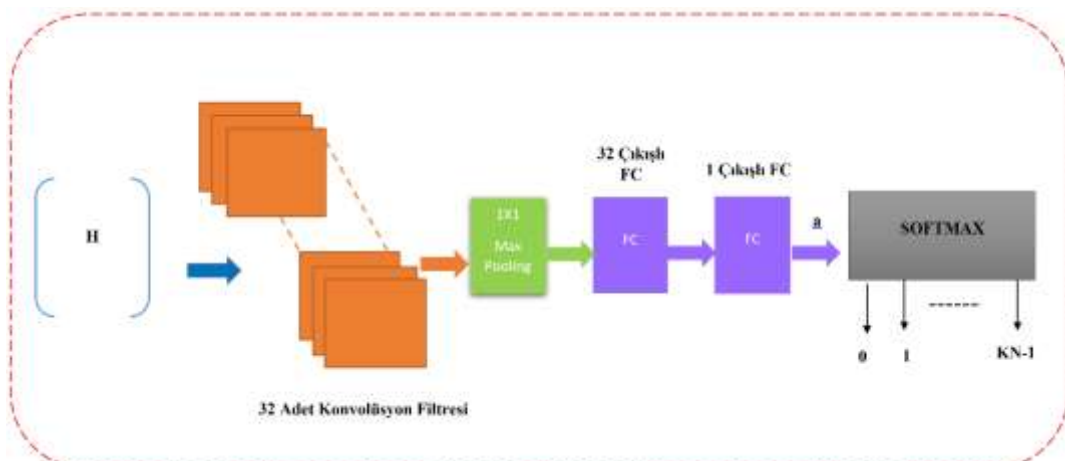 32 Çıkışlı
FC
1 Çıkışlı FC
H
1X1
Max
Pooling
FC
FC
a
SOFTMAX
0
1
KN-1
32 Adet Konvolüsyon Filtresi